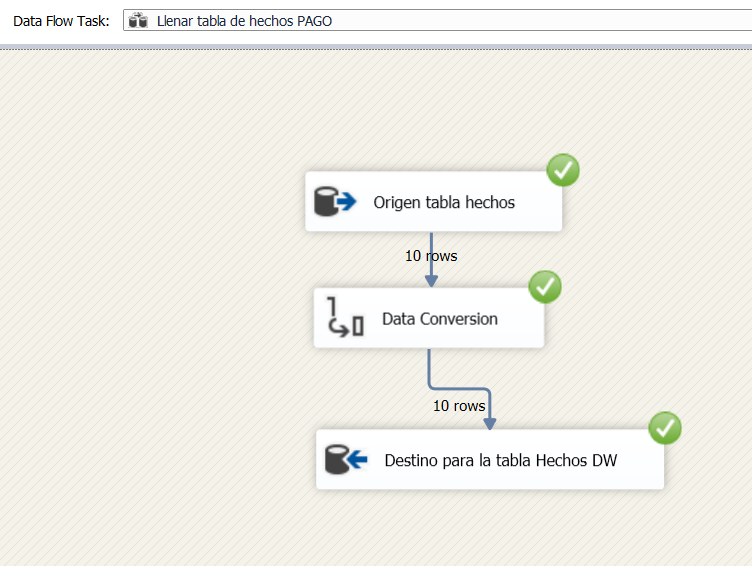 Data Flow Task: Llenar tabla de hechos PAGO
Origen tabla hechos
10 rows
Data Conversion
10 rows
Destino para la tabla Hechos DW